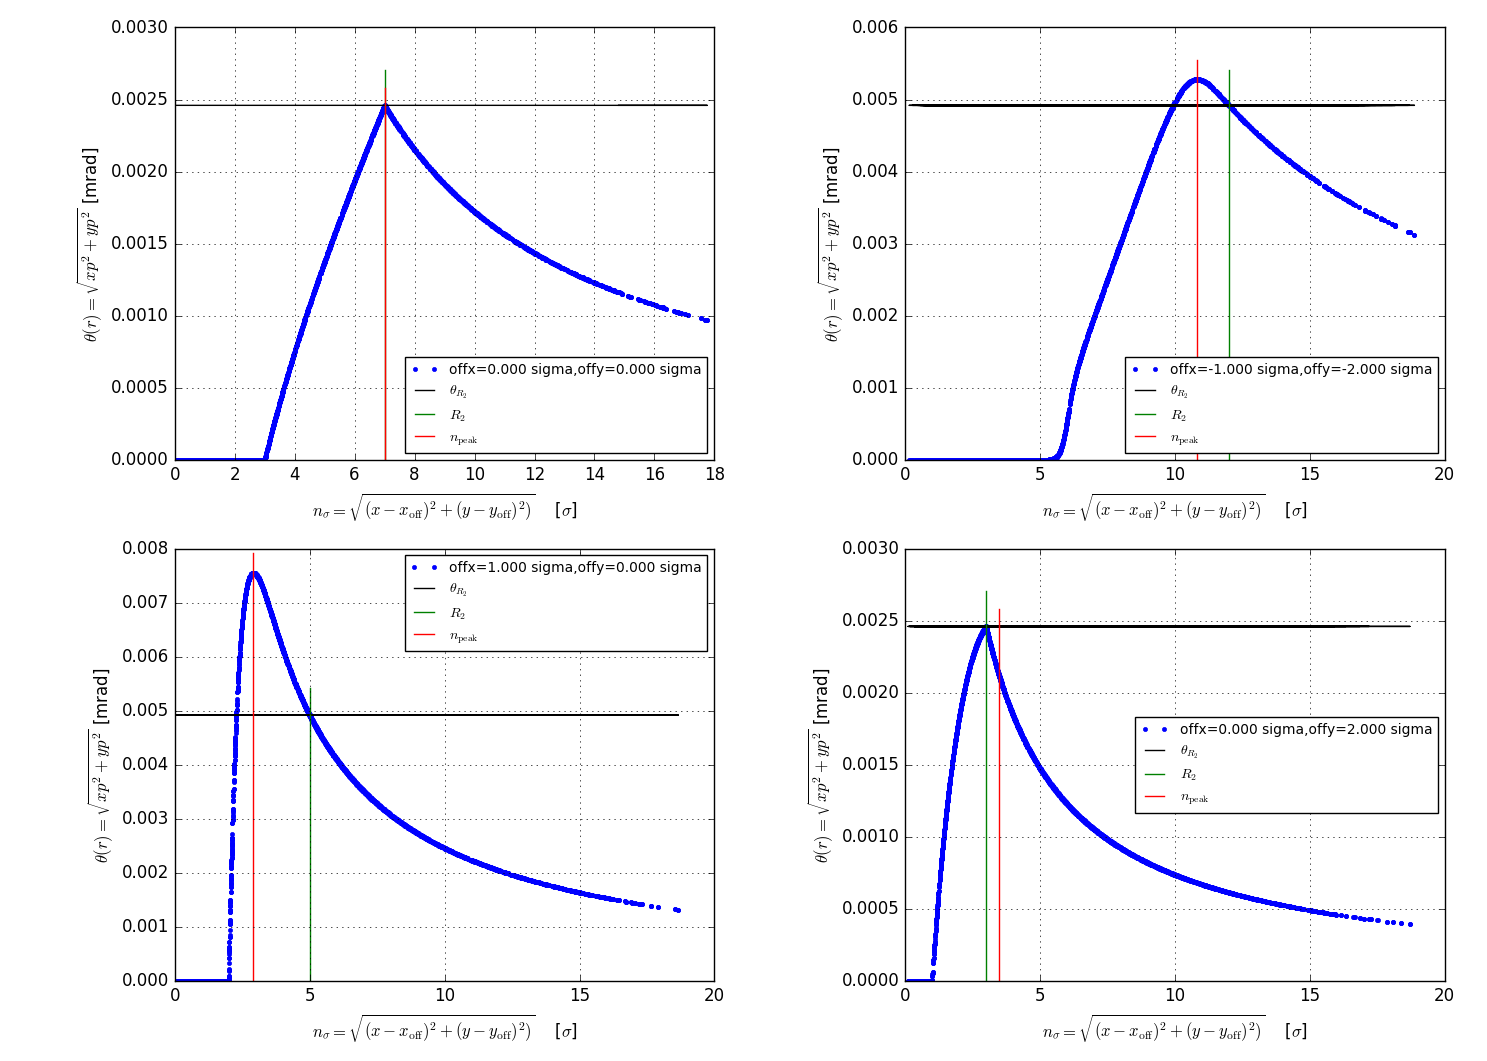 0.0030
0.0025
0.0020
0.0015
0.0010
0.0005
0.0000
θ(r) = √(xp² + yp²) [mrad]
offx=0.000 sigma,offy=0.000 sigma
θ_{R₂}
R₂
n_peak
0 2 4 6 8 10 12 14 16 18
n_σ = √((x − x_off)² + (y − y_off)²) [σ]
0.006
0.005
0.004
0.003
0.002
0.001
0.000
θ(r) = √(xp² + yp²) [mrad]
offx=-1.000 sigma,offy=-2.000 sigma
θ_{R₂}
R₂
n_peak
0 5 10 15 20
n_σ = √((x − x_off)² + (y − y_off)²) [σ]
0.008
0.007
0.006
0.005
0.004
0.003
0.002
0.001
0.000
θ(r) = √(xp² + yp²) [mrad]
offx=1.000 sigma,offy=0.000 sigma
θ_{R₂}
R₂
n_peak
0 5 10 15 20
n_σ = √((x − x_off)² + (y − y_off)²) [σ]
0.0030
0.0025
0.0020
0.0015
0.0010
0.0005
0.0000
θ(r) = √(xp² + yp²) [mrad]
offx=0.000 sigma,offy=2.000 sigma
θ_{R₂}
R₂
n_peak
0 5 10 15 20
n_σ = √((x − x_off)² + (y − y_off)²) [σ]